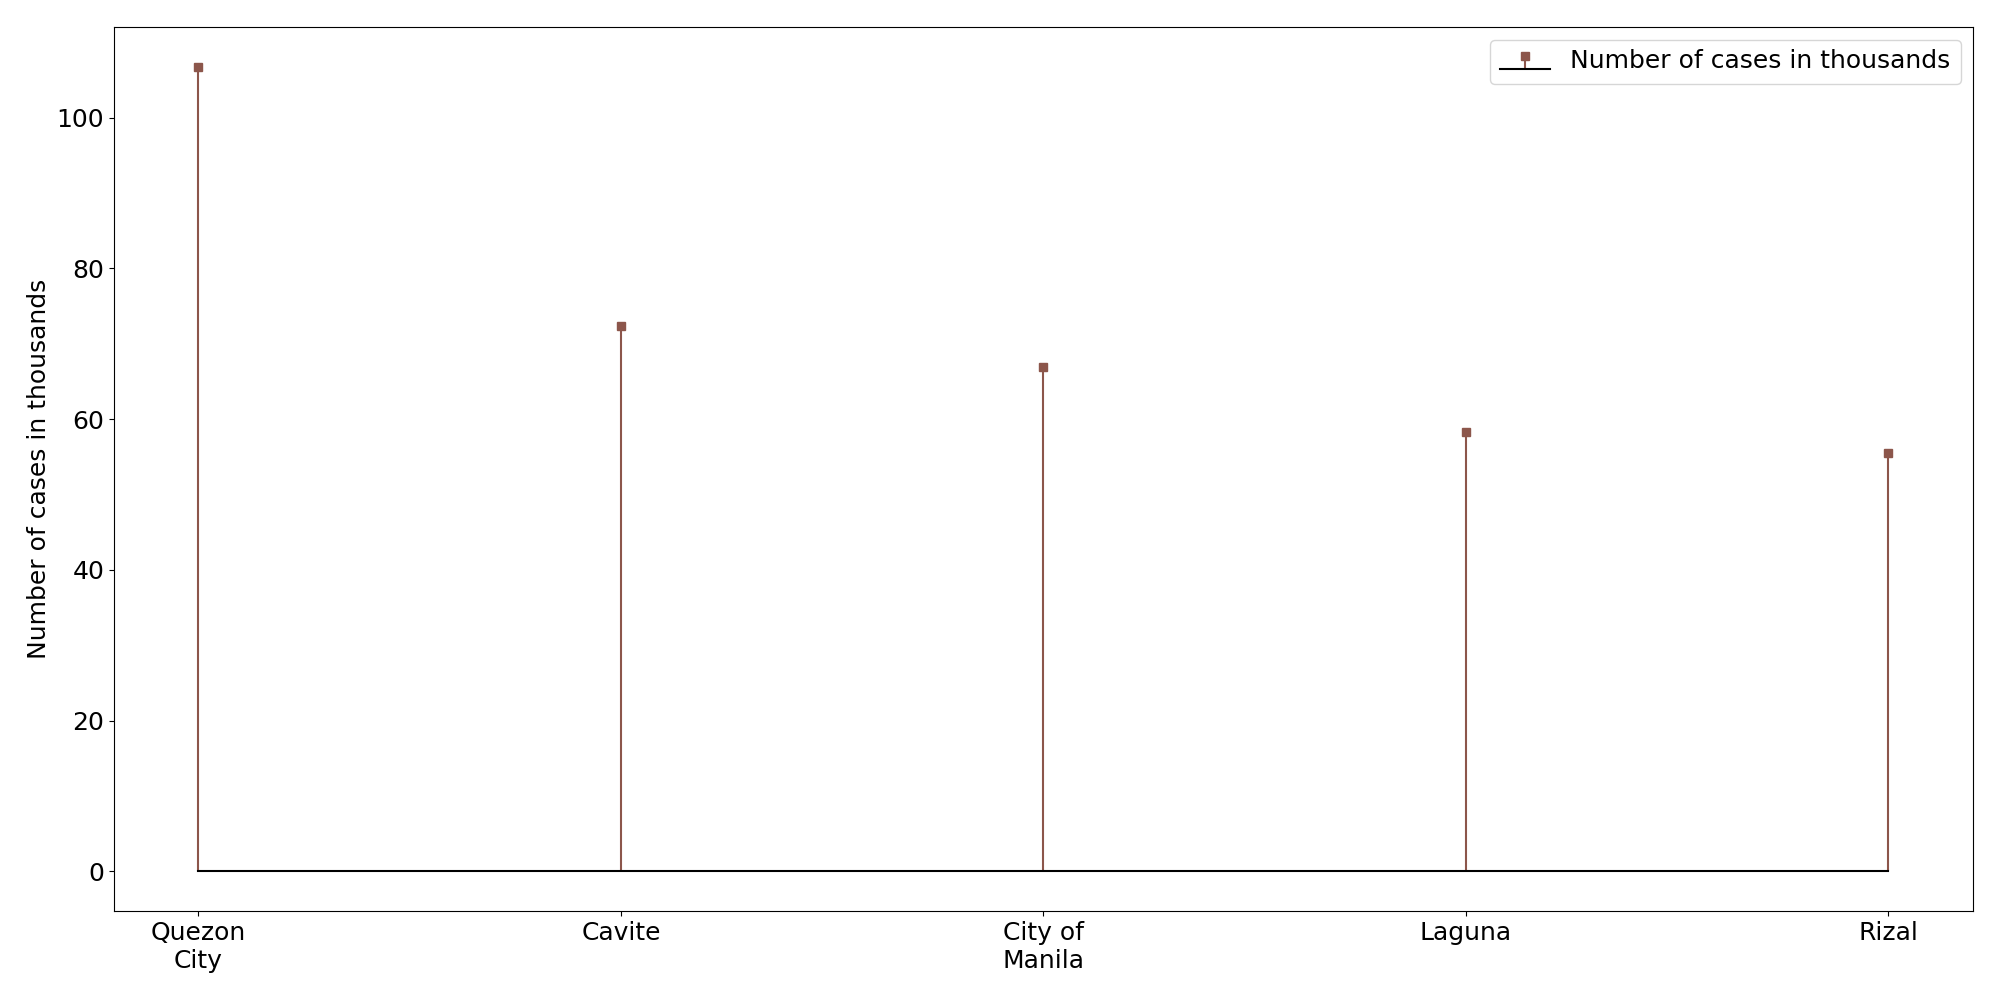 Number of cases in thousands
100
80
60
40
20
0
Number of cases in thousands
Quezon
City
Cavite
City of
Manila
Laguna
Rizal